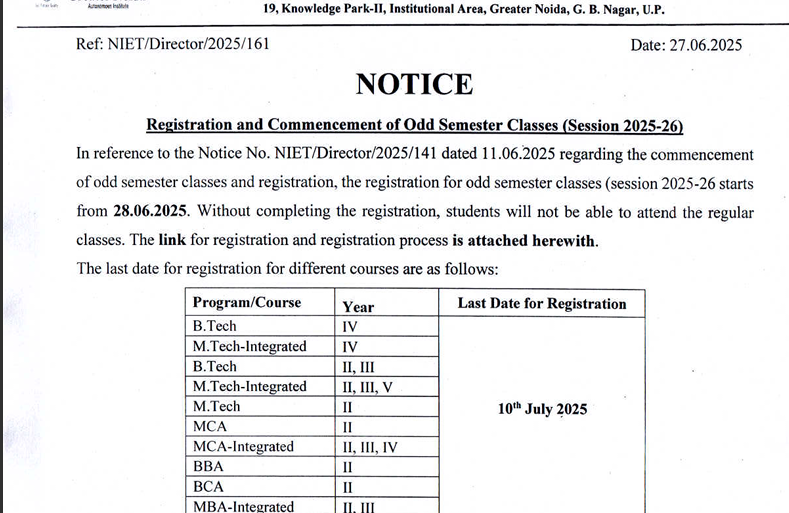 Autonomous Institute
19, Knowledge Park-II, Institutional Area, Greater Noida, G. B. Nagar, U.P.
Ref: NIET/Director/2025/161 Date: 27.06.2025
NOTICE
Registration and Commencement of Odd Semester Classes (Session 2025-26)
In reference to the Notice No. NIET/Director/2025/141 dated 11.06.2025 regarding the commencement
of odd semester classes and registration, the registration for odd semester classes (session 2025-26 starts
from 28.06.2025. Without completing the registration, students will not be able to attend the regular
classes. The link for registration and registration process is attached herewith.
The last date for registration for different courses are as follows:
Program/Course Year Last Date for Registration
B.Tech IV
M.Tech-Integrated IV
B.Tech II, III
M.Tech-Integrated II, III, V
M.Tech II
10th July 2025
MCA II
MCA-Integrated II, III, IV
BBA II
BCA II
MBA-Integrated II, III